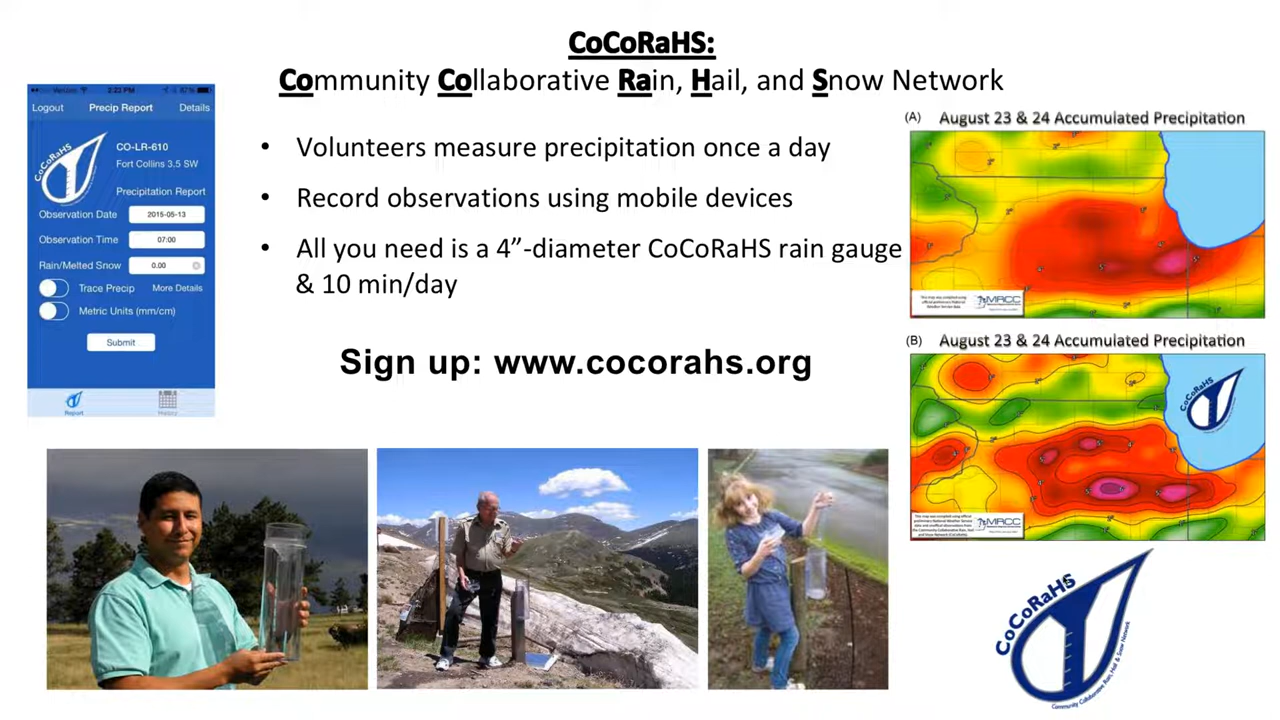 CoCoRaHS:
Community Collaborative Rain, Hail, and Snow Network
2:22 PM
87%
Logout Precip Report Details
CoCoRaHS
CO-LR-610
Fort Collins 3.5 SW
Precipitation Report
Observation Date 2015-05-13
Observation Time 07:00
Rain/Melted Snow 0.00
Trace Precip More Details
Metric Units (mm/cm)
Submit
Report History
• Volunteers measure precipitation once a day
• Record observations using mobile devices
• All you need is a 4”-diameter CoCoRaHS rain gauge
& 10 min/day
Sign up: www.cocorahs.org
(A) August 23 & 24 Accumulated Precipitation
MRCC
(B) August 23 & 24 Accumulated Precipitation
CoCoRaHS
MRCC
CoCoRaHS
Community Collaborative Rain, Hail & Snow Network